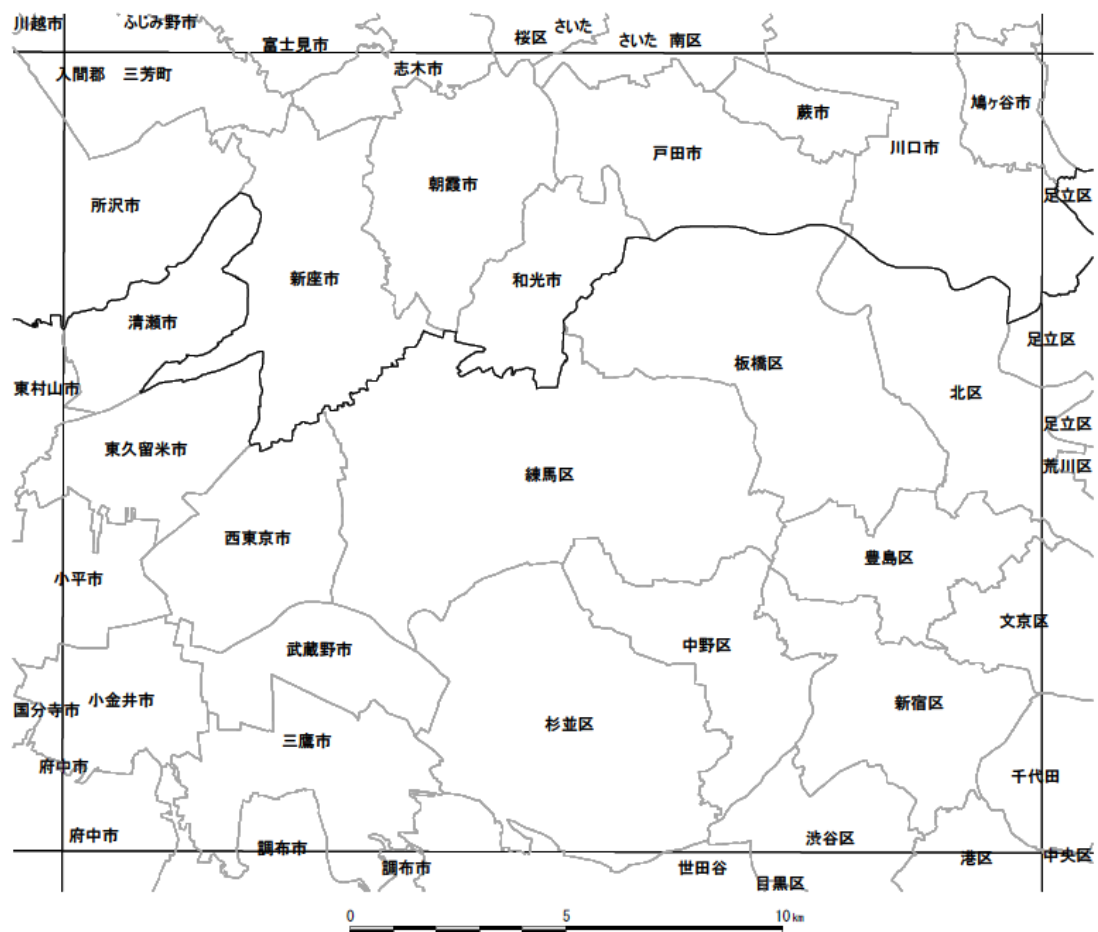 川越市
ふじみ野市
富士見市
桜区
さいた
さいた 南区
入間郡 三芳町
志木市
蕨市
鳩ヶ谷市
戸田市
川口市
朝霞市
足立区
所沢市
新座市
和光市
清瀬市
足立区
板橋区
東村山市
北区
足立区
東久留米市
荒川区
練馬区
西東京市
豊島区
小平市
文京区
武蔵野市
中野区
小金井市
新宿区
国分寺市
杉並区
三鷹市
府中市
千代田
府中市
渋谷区
調布市
港区
中央区
調布市
世田谷
目黒区
0 5 10km